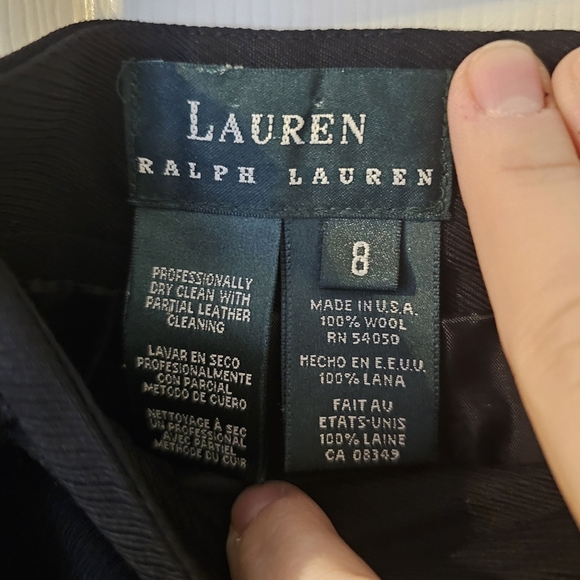 LAUREN
RALPH LAUREN
8
PROFESSIONALLY
DRY CLEAN WITH
PARTIAL LEATHER
CLEANING
LAVAR EN SECO
PROFESIONALMENTE
CON PARCIAL
METODO DE CUERO
NETTOYAGE À SEC
UN PROFESSIONAL
AVEC PARTIEL
METHODE DU CUIR
MADE IN U.S.A.
100% WOOL
RN 54050
HECHO EN E.E.U.U.
100% LANA
FAIT AU
ETATS-UNIS
100% LAINE
CA 08349